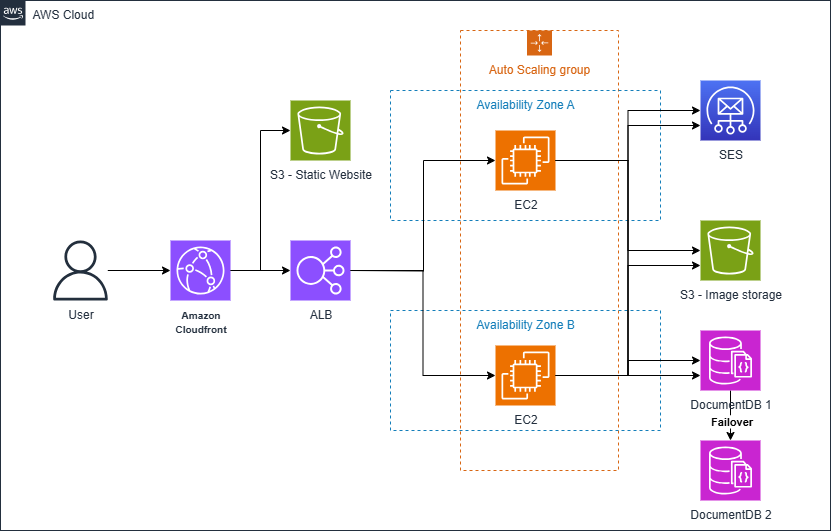 aws
AWS Cloud
Auto Scaling group
Availability Zone A
EC2
SES
S3 - Static Website
User
Amazon
Cloudfront
ALB
S3 - Image storage
Availability Zone B
EC2
DocumentDB 1
Failover
DocumentDB 2